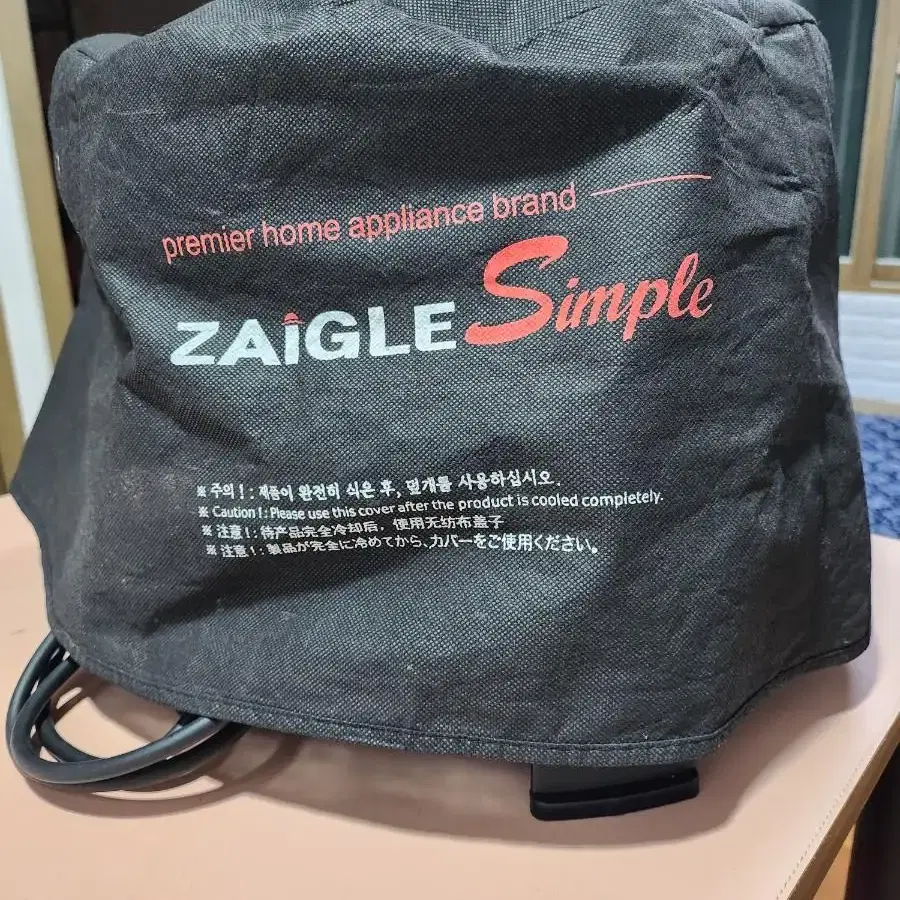 premier home appliance brand
ZAIGLE Simple
※ 주의! : 제품이 완전히 식은 후, 덮개를 사용하십시오.
※ Caution! : Please use this cover after the product is cooled completely.
※ 注意! : 待产品完全冷却后, 使用无纺布盖子
※ 注意! : 製品が完全に冷めてから、カバーをご使用ください。